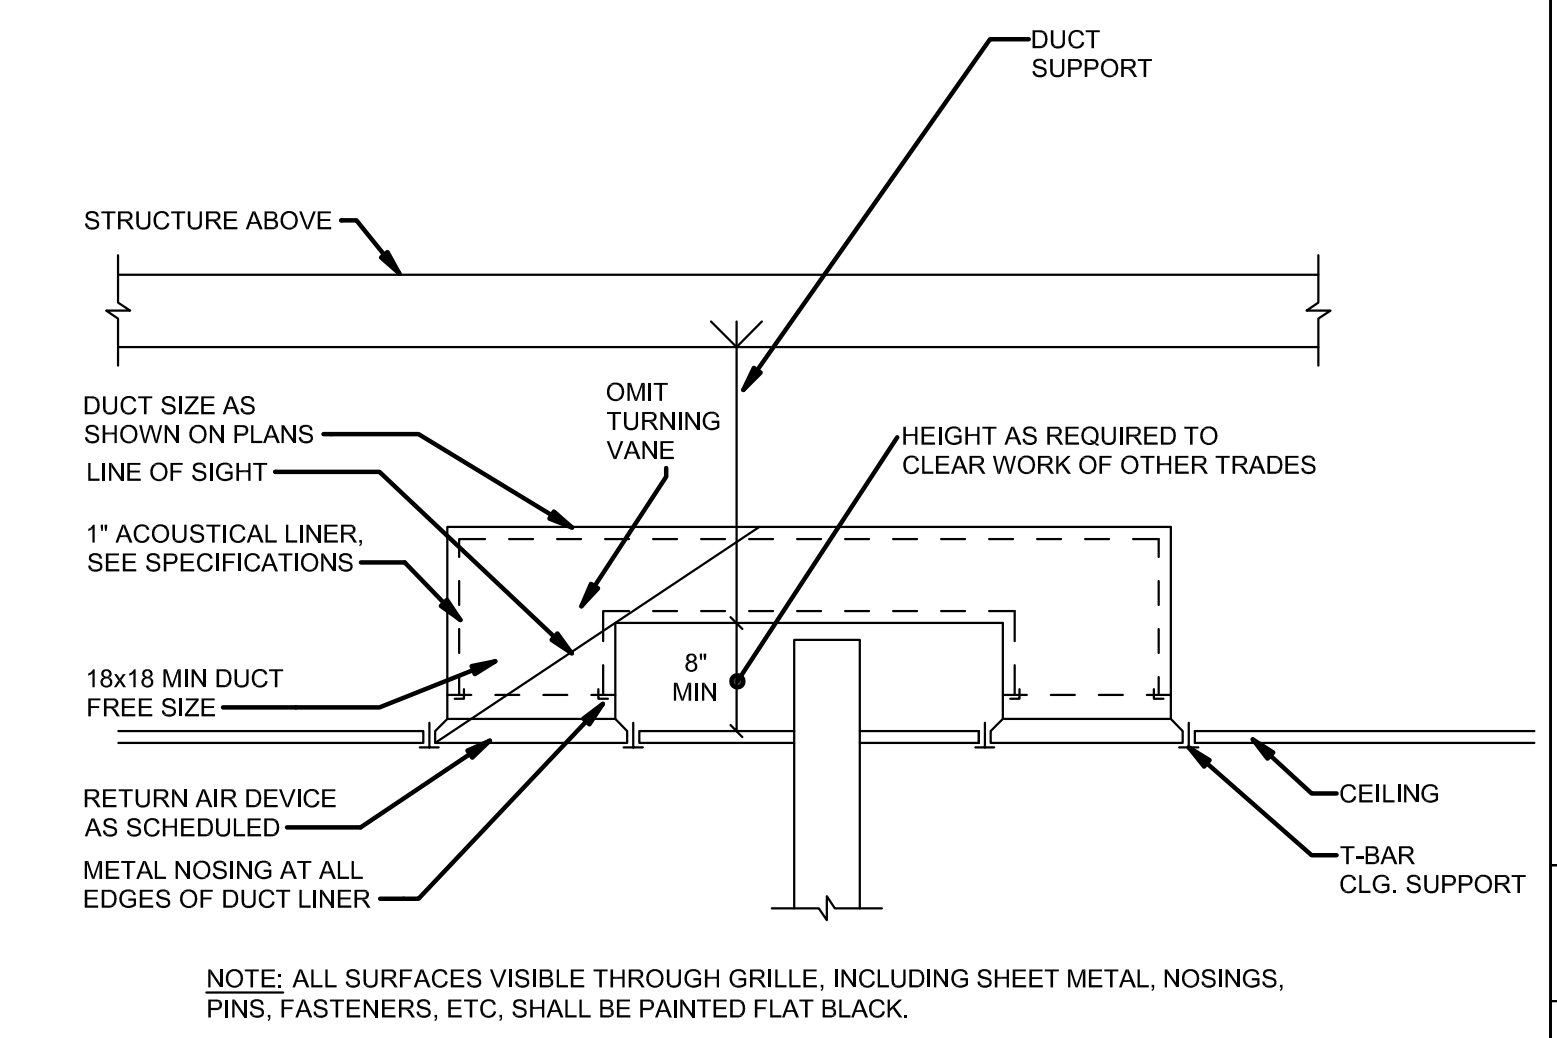 DUCT
SUPPORT
STRUCTURE ABOVE
DUCT SIZE AS
SHOWN ON PLANS
LINE OF SIGHT
OMIT
TURNING
VANE
HEIGHT AS REQUIRED TO
CLEAR WORK OF OTHER TRADES
1" ACOUSTICAL LINER,
SEE SPECIFICATIONS
18x18 MIN DUCT
FREE SIZE
8"
MIN
RETURN AIR DEVICE
AS SCHEDULED
METAL NOSING AT ALL
EDGES OF DUCT LINER
CEILING
T-BAR
CLG. SUPPORT
NOTE: ALL SURFACES VISIBLE THROUGH GRILLE, INCLUDING SHEET METAL, NOSINGS,
PINS, FASTENERS, ETC, SHALL BE PAINTED FLAT BLACK.